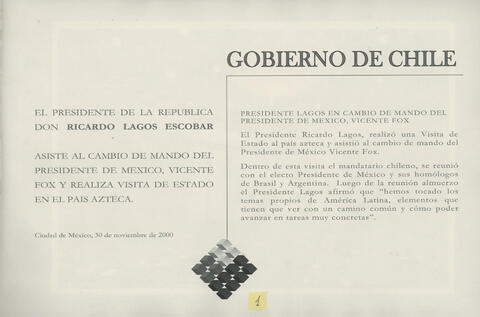 GOBIERNO DE CHILE
EL PRESIDENTE DE LA REPUBLICA
DON RICARDO LAGOS ESCOBAR
ASISTE AL CAMBIO DE MANDO DEL
PRESIDENTE DE MEXICO, VICENTE
FOX Y REALIZA VISITA DE ESTADO
EN EL PAIS AZTECA.
Ciudad de México, 30 de noviembre de 2000
PRESIDENTE LAGOS EN CAMBIO DE MANDO DEL
PRESIDENTE DE MEXICO, VICENTE FOX
El Presidente Ricardo Lagos, realizó una Visita de
Estado al país azteca y asistió al cambio de mando del
Presidente de México Vicente Fox.
Dentro de esta visita el mandatario chileno, se reunió
con el electo Presidente de México y sus homólogos
de Brasil y Argentina. Luego de la reunión almuerzo
el Presidente Lagos afirmó que "hemos tocado los
temas propios de América Latina, elementos que
tienen que ver con un camino común y cómo poder
avanzar en tareas muy concretas".
1